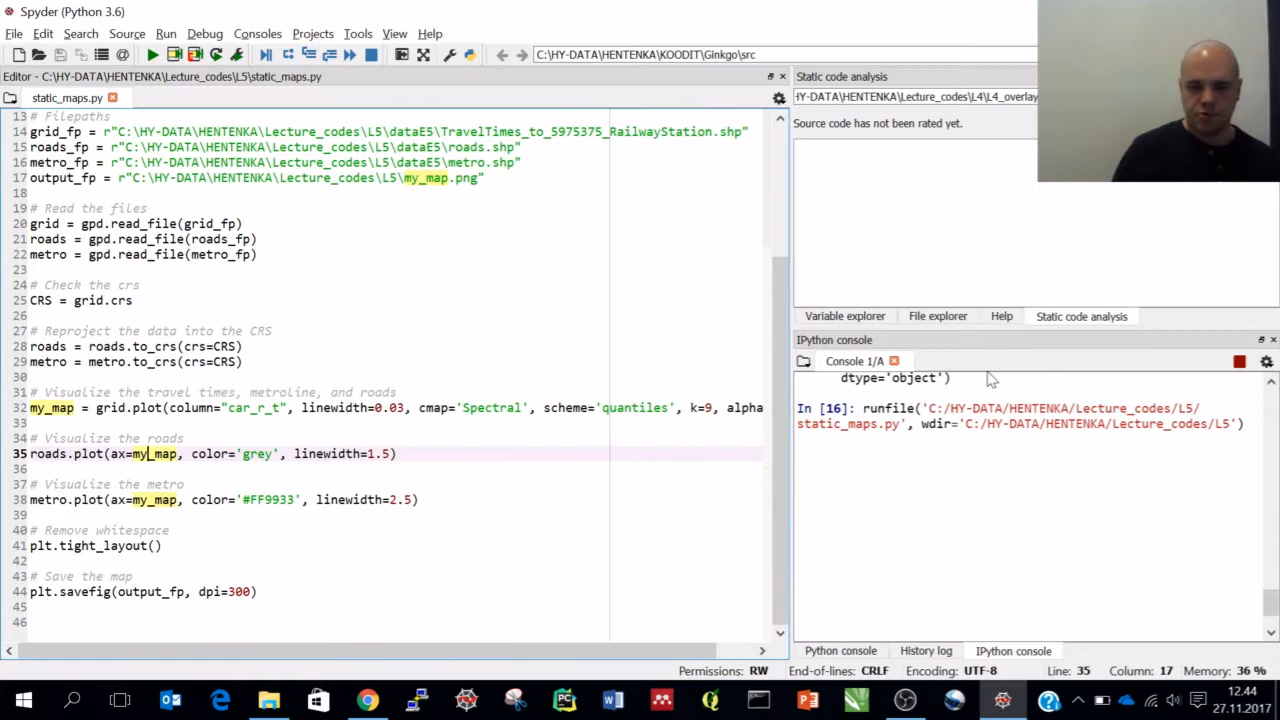 Spyder (Python 3.6)
File Edit Search Source Run Debug Consoles Projects Tools View Help
C:\HY-DATA\HENTENKA\KOODIT\Ginkgo\src
Editor - C:\HY-DATA\HENTENKA\Lecture_codes\L5\static_maps.py
static_maps.py
13 # Filepaths
14 grid_fp = r"C:\HY-DATA\HENTENKA\Lecture_codes\L5\dataE5\TravelTimes_to_5975375_RailwayStation.shp"
15 roads_fp = r"C:\HY-DATA\HENTENKA\Lecture_codes\L5\dataE5\roads.shp"
16 metro_fp = r"C:\HY-DATA\HENTENKA\Lecture_codes\L5\dataE5\metro.shp"
17 output_fp = r"C:\HY-DATA\HENTENKA\Lecture_codes\L5\my_map.png"
18
19 # Read the files
20 grid = gpd.read_file(grid_fp)
21 roads = gpd.read_file(roads_fp)
22 metro = gpd.read_file(metro_fp)
23
24 # Check the crs
25 CRS = grid.crs
26
27 # Reproject the data into the CRS
28 roads = roads.to_crs(crs=CRS)
29 metro = metro.to_crs(crs=CRS)
30
31 # Visualize the travel times, metroline, and roads
32 my_map = grid.plot(column="car_r_t", linewidth=0.03, cmap='Spectral', scheme='quantiles', k=9, alpha
33
34 # Visualize the roads
35 roads.plot(ax=my_map, color='grey', linewidth=1.5)
36
37 # Visualize the metro
38 metro.plot(ax=my_map, color='#FF9933', linewidth=2.5)
39
40 # Remove whitespace
41 plt.tight_layout()
42
43 # Save the map
44 plt.savefig(output_fp, dpi=300)
45
46
Static code analysis
HY-DATA\HENTENKA\Lecture_codes\L4\L4_overlay
Source code has not been rated yet.
Variable explorer File explorer Help Static code analysis
IPython console
Console 1/A
dtype='object')
In [16]: runfile('C:/HY-DATA/HENTENKA/Lecture_codes/L5/
static_maps.py', wdir='C:/HY-DATA/HENTENKA/Lecture_codes/L5')
Python console History log IPython console
Permissions: RW End-of-lines: CRLF Encoding: UTF-8 Line: 35 Column: 17 Memory: 36 %
12.44
27.11.2017